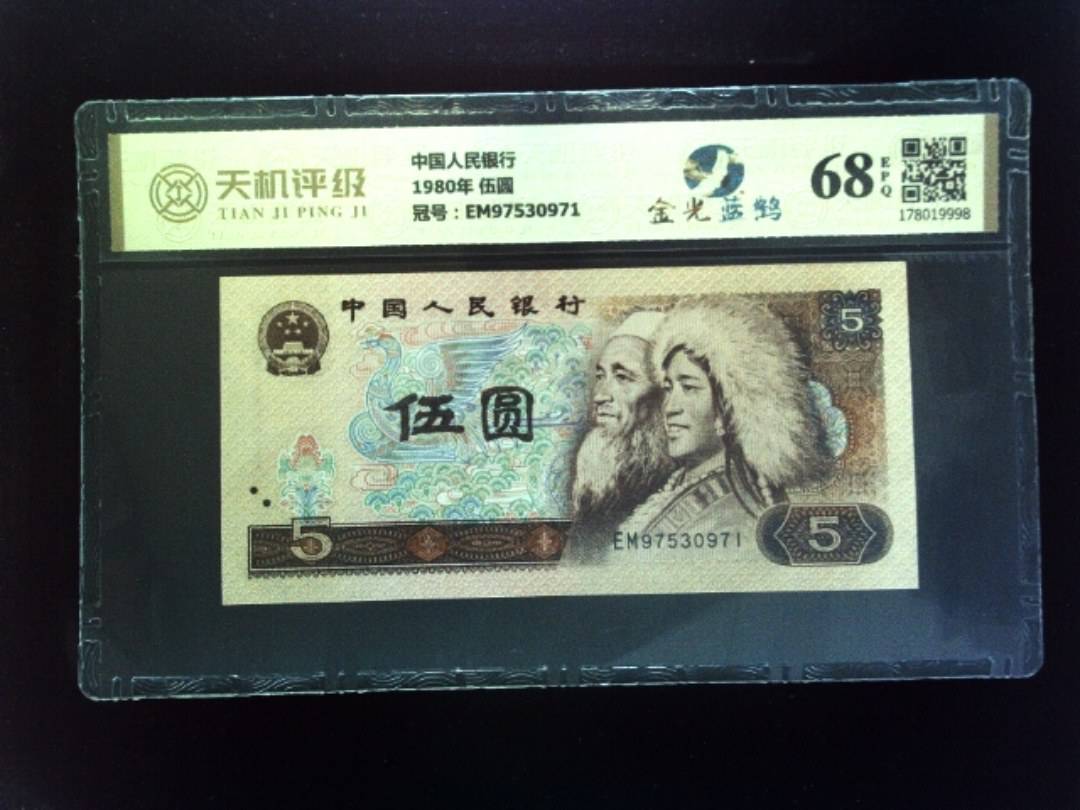 天机评级
TIAN JI PING JI
中国人民银行
1980年 伍圆
冠号：EM97530971
金光蓝鹤
68
EPQ
178019998
中国人民银行
5
伍圆
5
EM97530971
5